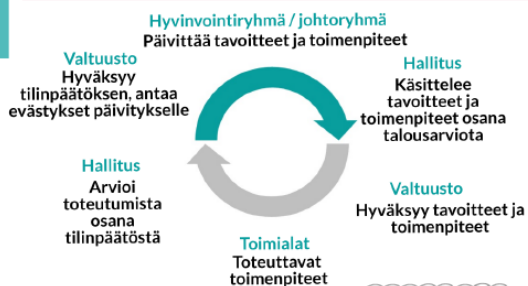 Hyvinvointiryhmä / johtoryhmä
Päivittää tavoitteet ja toimenpiteet
Hallitus
Käsittelee
tavoitteet ja
toimenpiteet osana
talousarviota
Valtuusto
Hyväksyy tavoitteet ja
toimenpiteet
Toimialat
Toteuttavat
toimenpiteet
Hallitus
Arvioi
toteutumista
osana
tilinpäätöstä
Valtuusto
Hyväksyy
tilinpäätöksen, antaa
evästykset päivitykselle